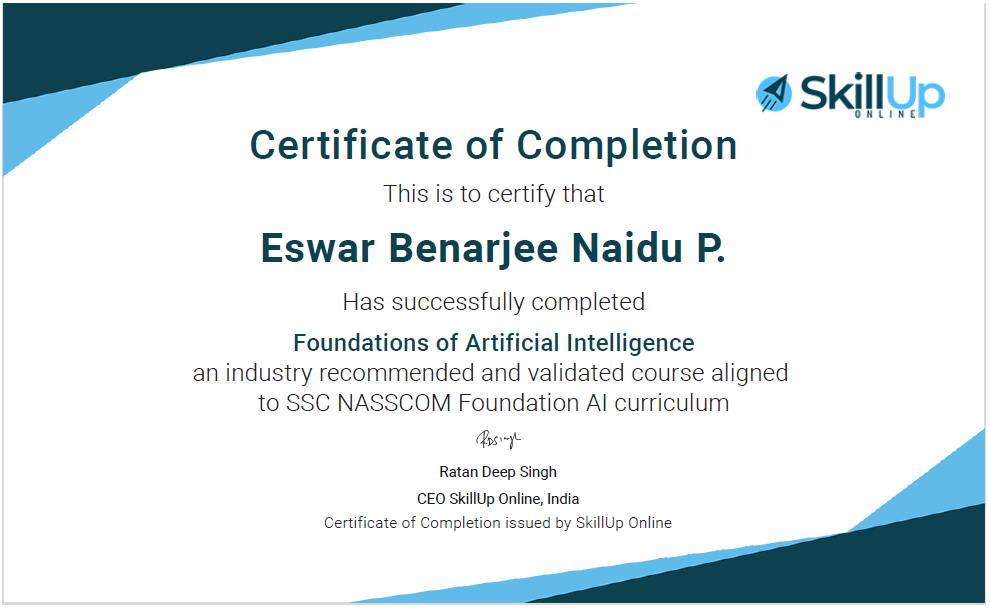 SkillUp
ONLINE
Certificate of Completion
This is to certify that
Eswar Benarjee Naidu P.
Has successfully completed
Foundations of Artificial Intelligence
an industry recommended and validated course aligned
to SSC NASSCOM Foundation AI curriculum
RDSingh
Ratan Deep Singh
CEO SkillUp Online, India
Certificate of Completion issued by SkillUp Online